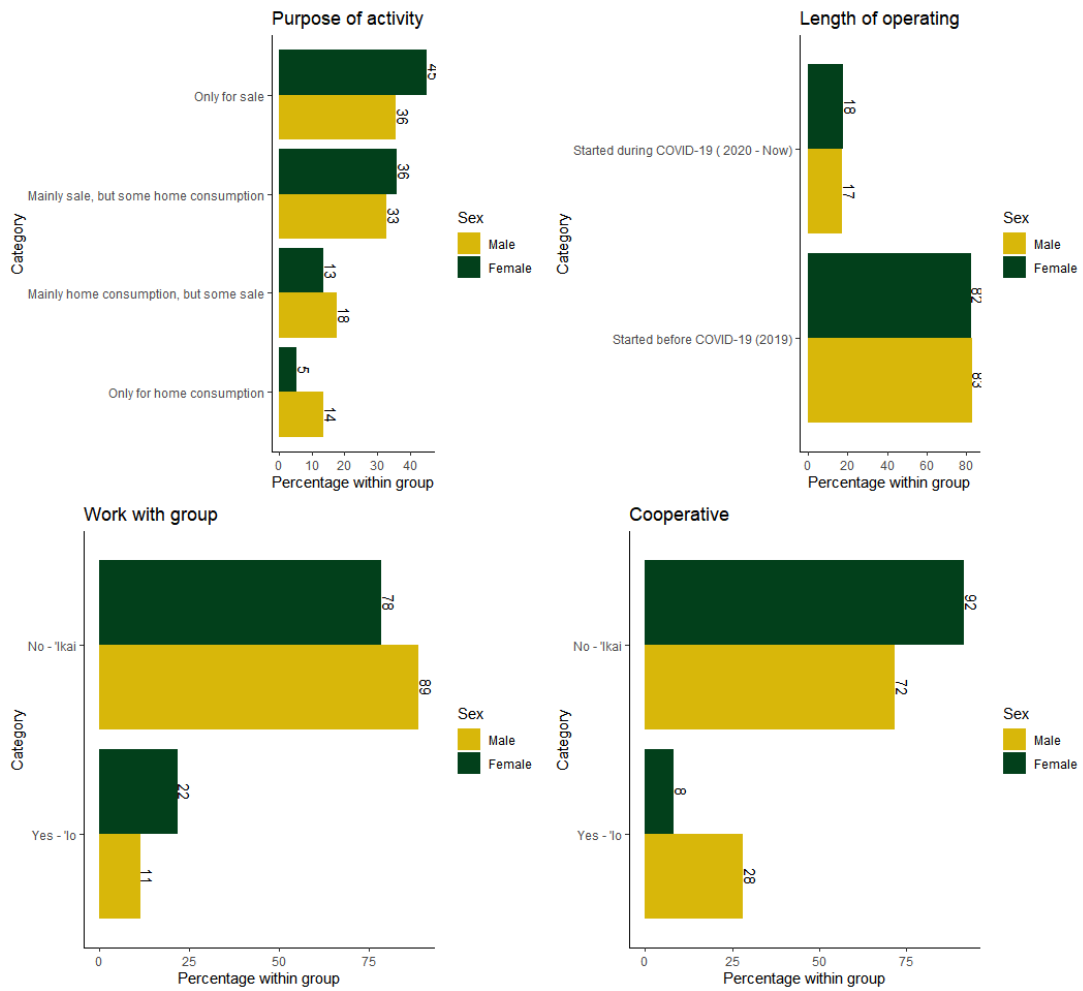 Purpose of activity
Category
Only for sale
45
36
Mainly sale, but some home consumption
36
33
Mainly home consumption, but some sale
13
18
Only for home consumption
5
14
0 10 20 30 40
Percentage within group
Sex
Male
Female
Length of operating
Category
Started during COVID-19 ( 2020 - Now)
18
17
Started before COVID-19 (2019)
82
83
0 20 40 60 80
Percentage within group
Sex
Male
Female
Work with group
Category
No - 'Ikai
78
89
Yes - 'Io
22
11
0 25 75
Percentage within group
Sex
Male
Female
Cooperative
Category
No - 'Ikai
92
72
Yes - 'Io
8
28
0 25 50 75
Percentage within group
Sex
Male
Female